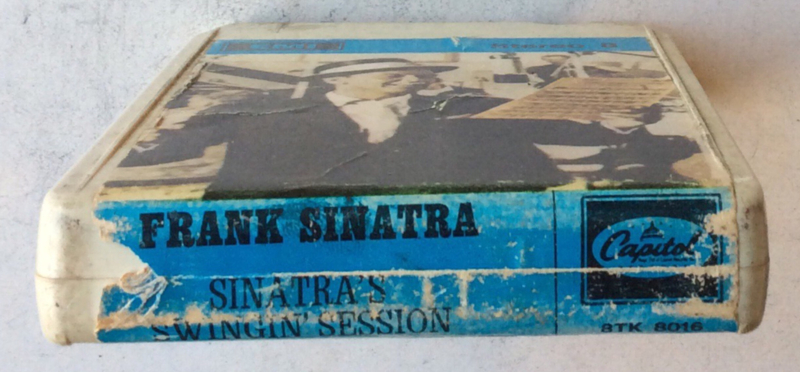 FRANK SINATRA
Capitol
SINATRA'S
SWINGIN' SESSION
8TK 8016